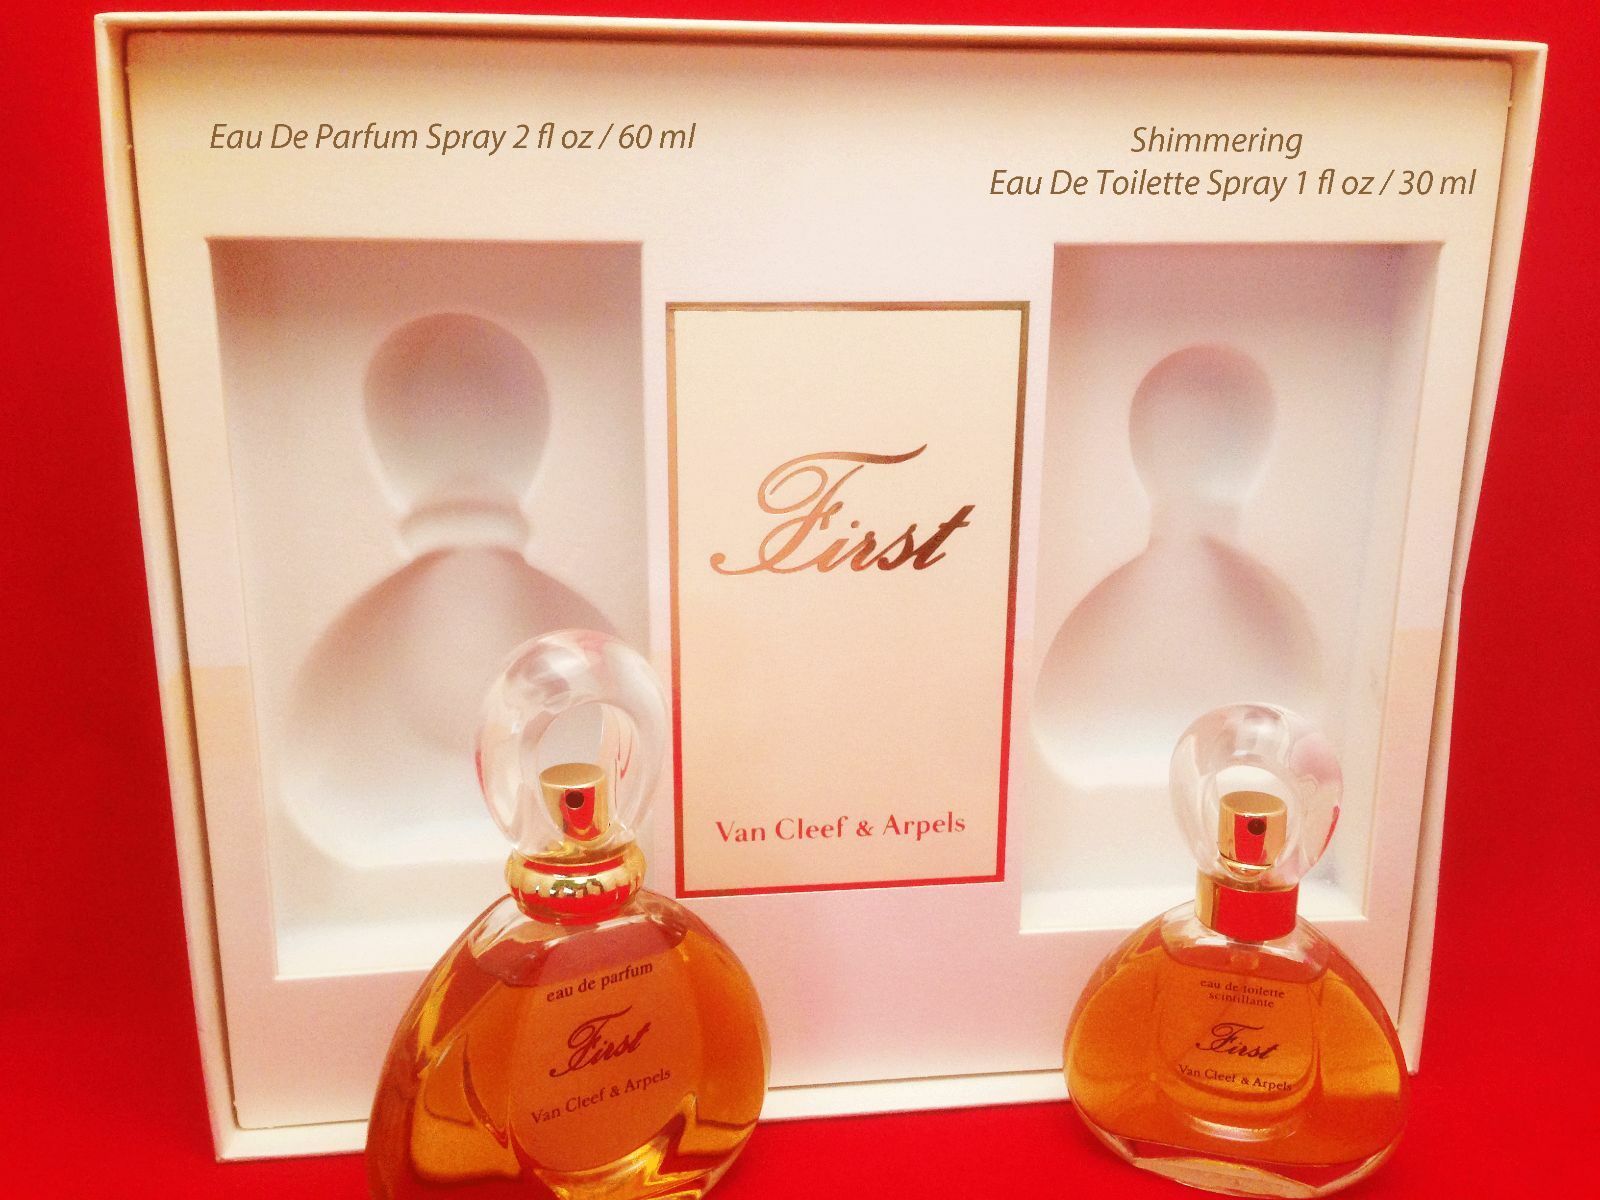 Eau De Parfum Spray 2 fl oz / 60 ml
Shimmering
Eau De Toilette Spray 1 fl oz / 30 ml
First
Van Cleef & Arpels
eau de parfum
First
Van Cleef & Arpels
eau de toilette
scintillante
First
Van Cleef & Arpels